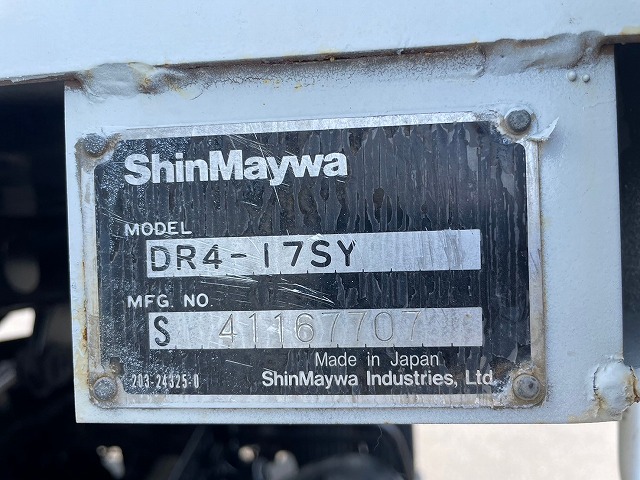 ShinMaywa
MODEL
DR4-17SY
MFG. NO.
S 41167707
Made in Japan
203-24325-0 ShinMaywa Industries, Ltd.